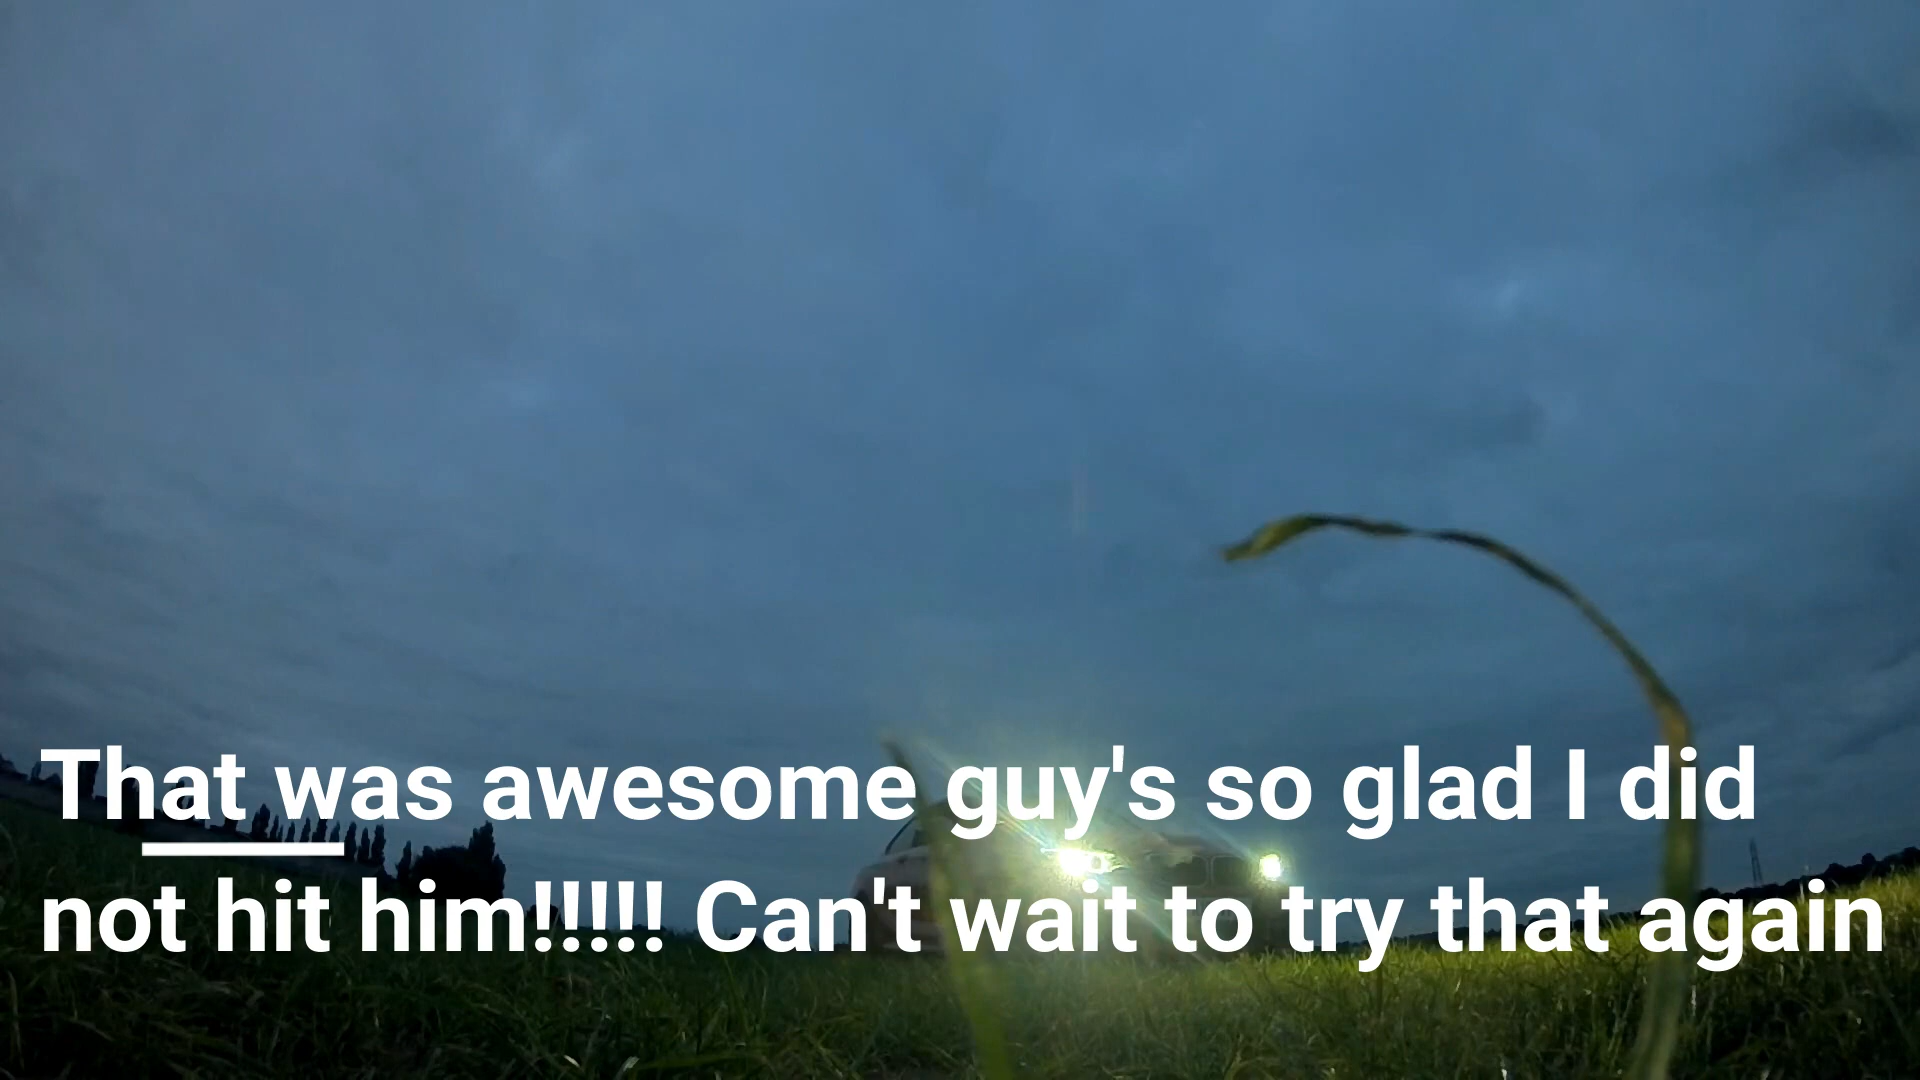 That was awesome guy's so glad I did
not hit him!!!!! Can't wait to try that again